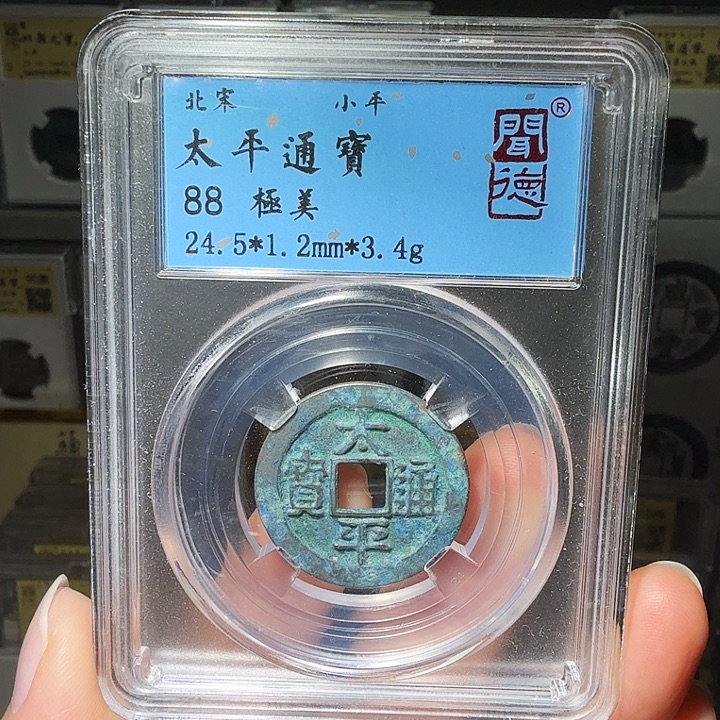 北宋 小平
太平通寶
88 極美
24.5*1.2mm*3.4g
聞德
®
太平通寶